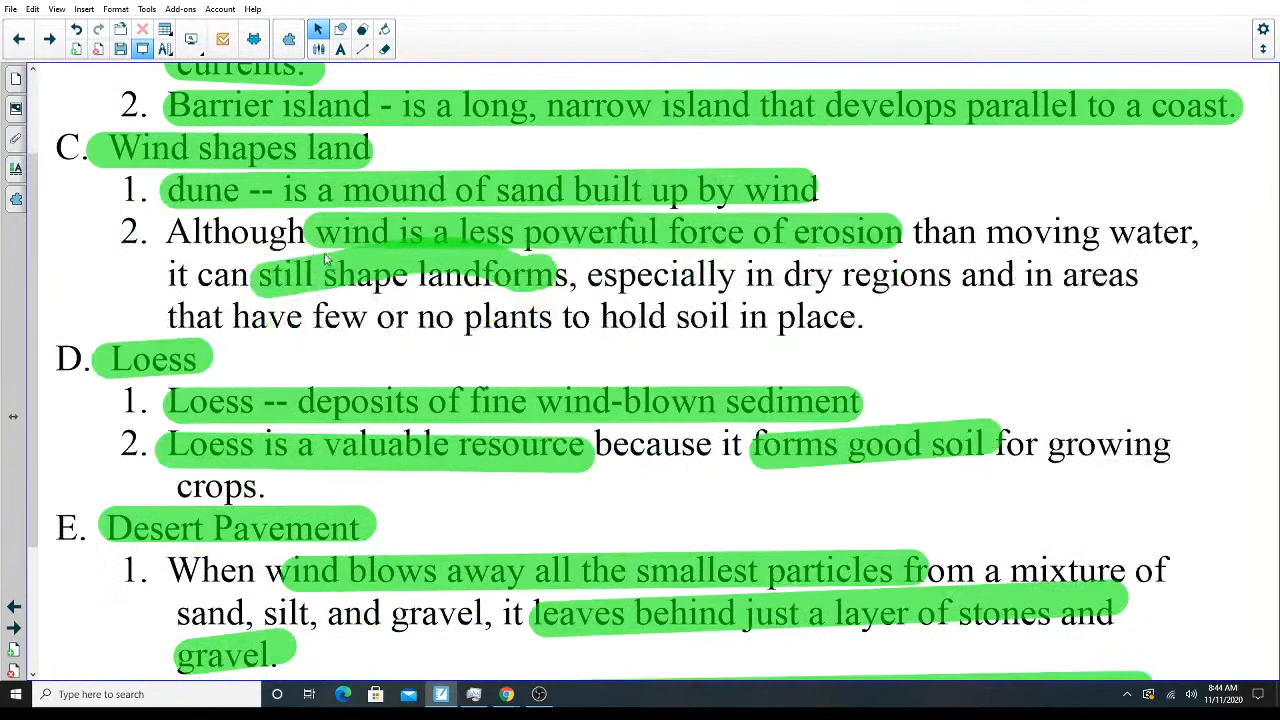 File Edit View Insert Format Tools Add-ons Account Help
currents.
2. Barrier island - is a long, narrow island that develops parallel to a coast.
C. Wind shapes land
1. dune -- is a mound of sand built up by wind
2. Although wind is a less powerful force of erosion than moving water,
it can still shape landforms, especially in dry regions and in areas
that have few or no plants to hold soil in place.
D. Loess
1. Loess -- deposits of fine wind-blown sediment
2. Loess is a valuable resource because it forms good soil for growing
crops.
E. Desert Pavement
1. When wind blows away all the smallest particles from a mixture of
sand, silt, and gravel, it leaves behind just a layer of stones and
gravel.
Type here to search
8:44 AM
11/11/2020